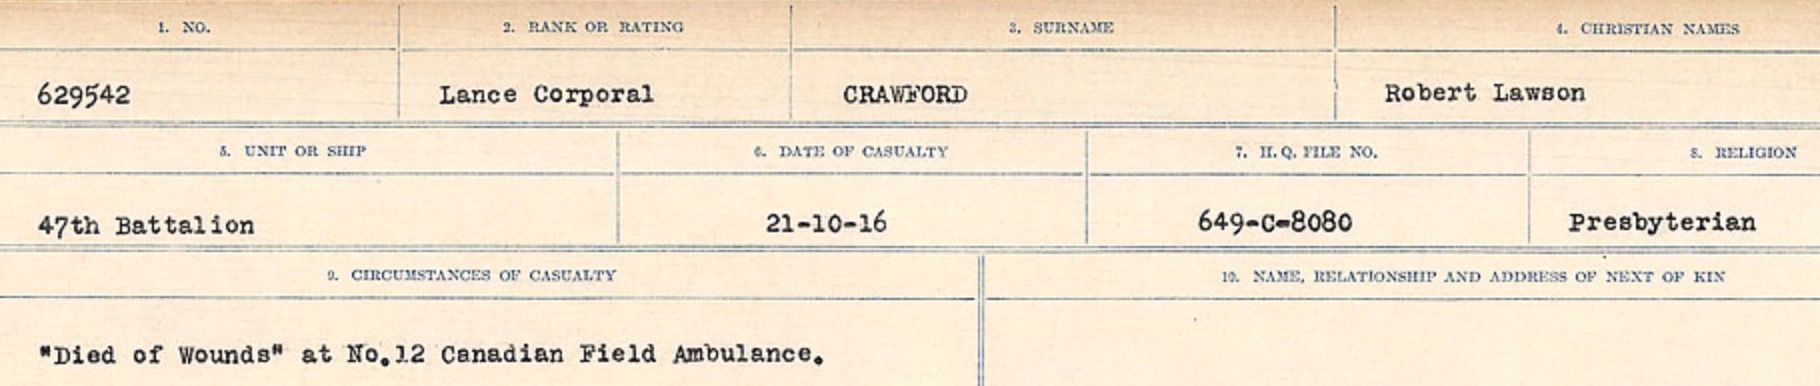 1. NO. 2. RANK OR RATING 3. SURNAME 4. CHRISTIAN NAMES
629542 Lance Corporal CRAWFORD Robert Lawson
5. UNIT OR SHIP 6. DATE OF CASUALTY 7. H. Q. FILE NO. 8. RELIGION
47th Battalion 21-10-16 649-C-8080 Presbyterian
9. CIRCUMSTANCES OF CASUALTY 10. NAME, RELATIONSHIP AND ADDRESS OF NEXT OF KIN
"Died of Wounds" at No.12 Canadian Field Ambulance.